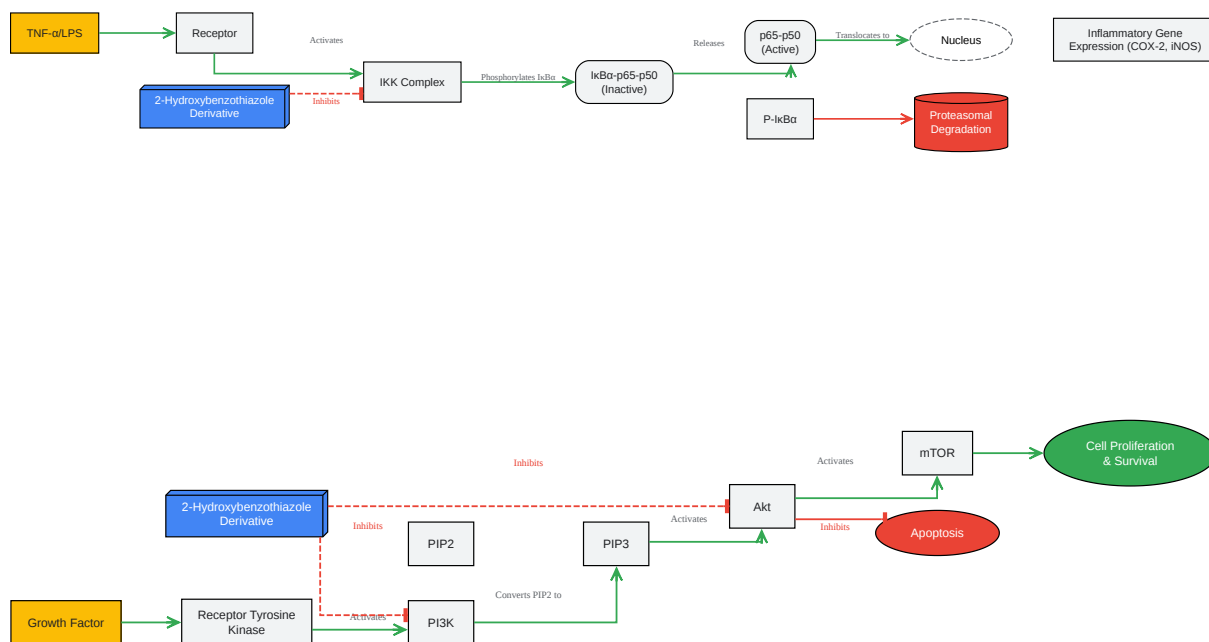 TNF-α/LPS
Receptor
Activates
2-Hydroxybenzothiazole
Derivative
Inhibits
IKK Complex
Phosphorylates IκBα
IκBα-p65-p50
(Inactive)
Releases
p65-p50
(Active)
Translocates to
Nucleus
Inflammatory Gene
Expression (COX-2, iNOS)
P-IκBα
Proteasomal
Degradation
Inhibits
2-Hydroxybenzothiazole
Derivative
Inhibits
PIP2
PIP3
Activates
Akt
Activates
mTOR
Cell Proliferation
& Survival
Inhibits
Apoptosis
Growth Factor
Receptor Tyrosine
Kinase
Activates
PI3K
Converts PIP2 to